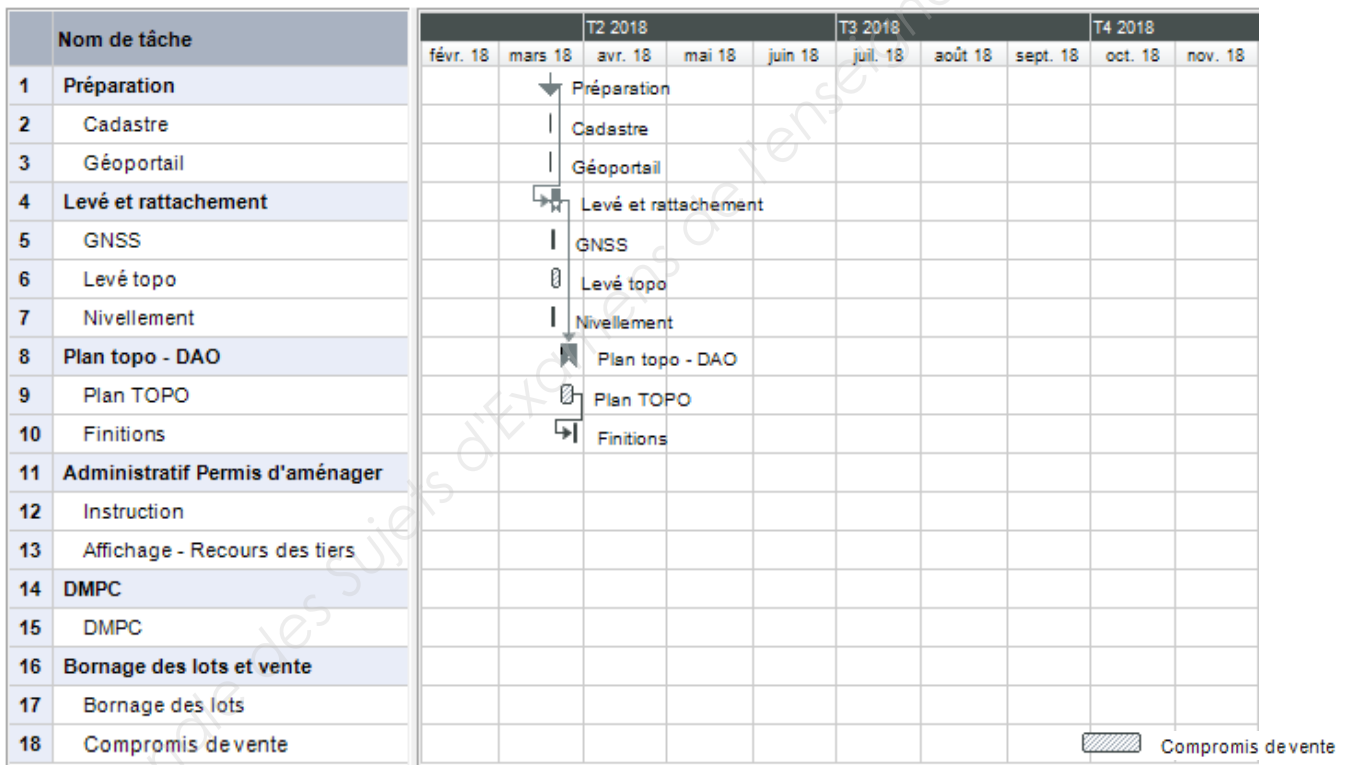 Nom de tâche
T2 2018 T3 2018 T4 2018
févr. 18 mars 18 avr. 18 mai 18 juin 18 juil. 18 août 18 sept. 18 oct. 18 nov. 18
1 Préparation Préparation
2 Cadastre Cadastre
3 Géoportail Géoportail
4 Levé et rattachement Levé et rattachement
5 GNSS GNSS
6 Levé topo Levé topo
7 Nivellement Nivellement
8 Plan topo - DAO Plan topo - DAO
9 Plan TOPO Plan TOPO
10 Finitions Finitions
11 Administratif Permis d'aménager
12 Instruction
13 Affichage - Recours des tiers
14 DMPC
15 DMPC
16 Bornage des lots et vente
17 Bornage des lots
18 Compromis de vente Compromis de vente
des Sujets d'Examens de l'enseign